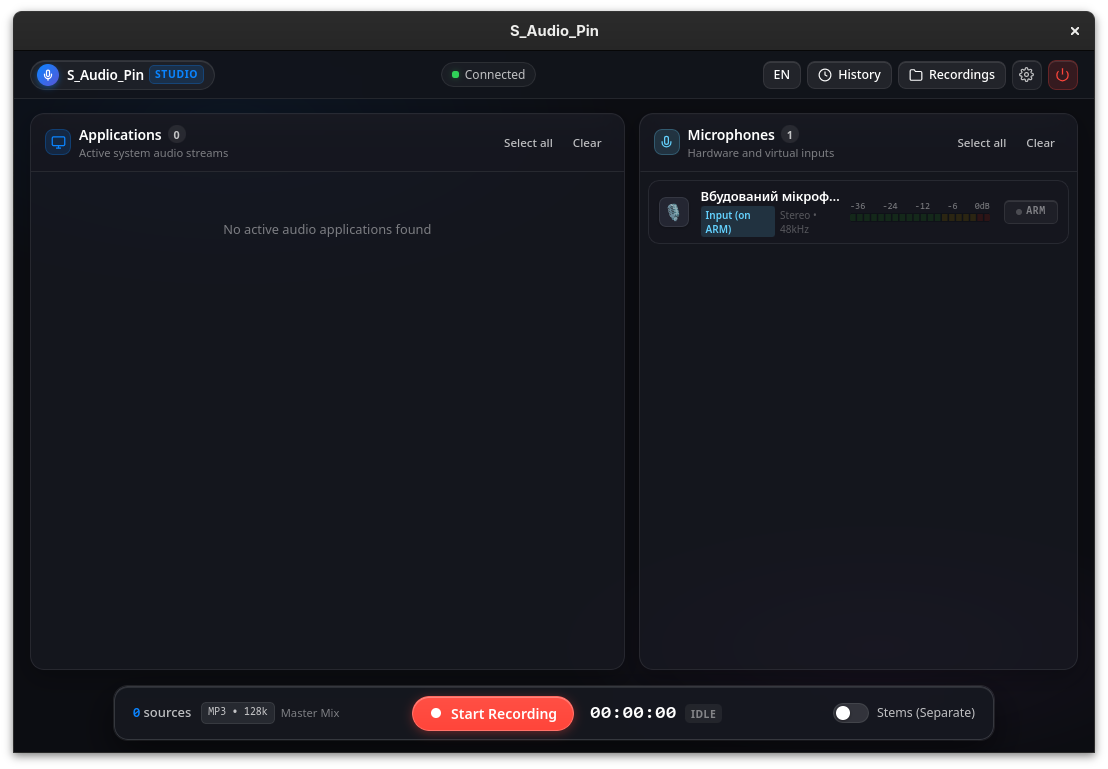 S_Audio_Pin
S_Audio_Pin STUDIO
Connected
EN
History
Recordings
Applications 0
Active system audio streams
Select all
Clear
No active audio applications found
Microphones 1
Hardware and virtual inputs
Select all
Clear
Вбудований мікроф...
Input (on
ARM)
Stereo •
48kHz
-36 -24 -12 -6 0dB
ARM
0 sources
MP3 • 128k
Master Mix
Start Recording
00:00:00
IDLE
Stems (Separate)